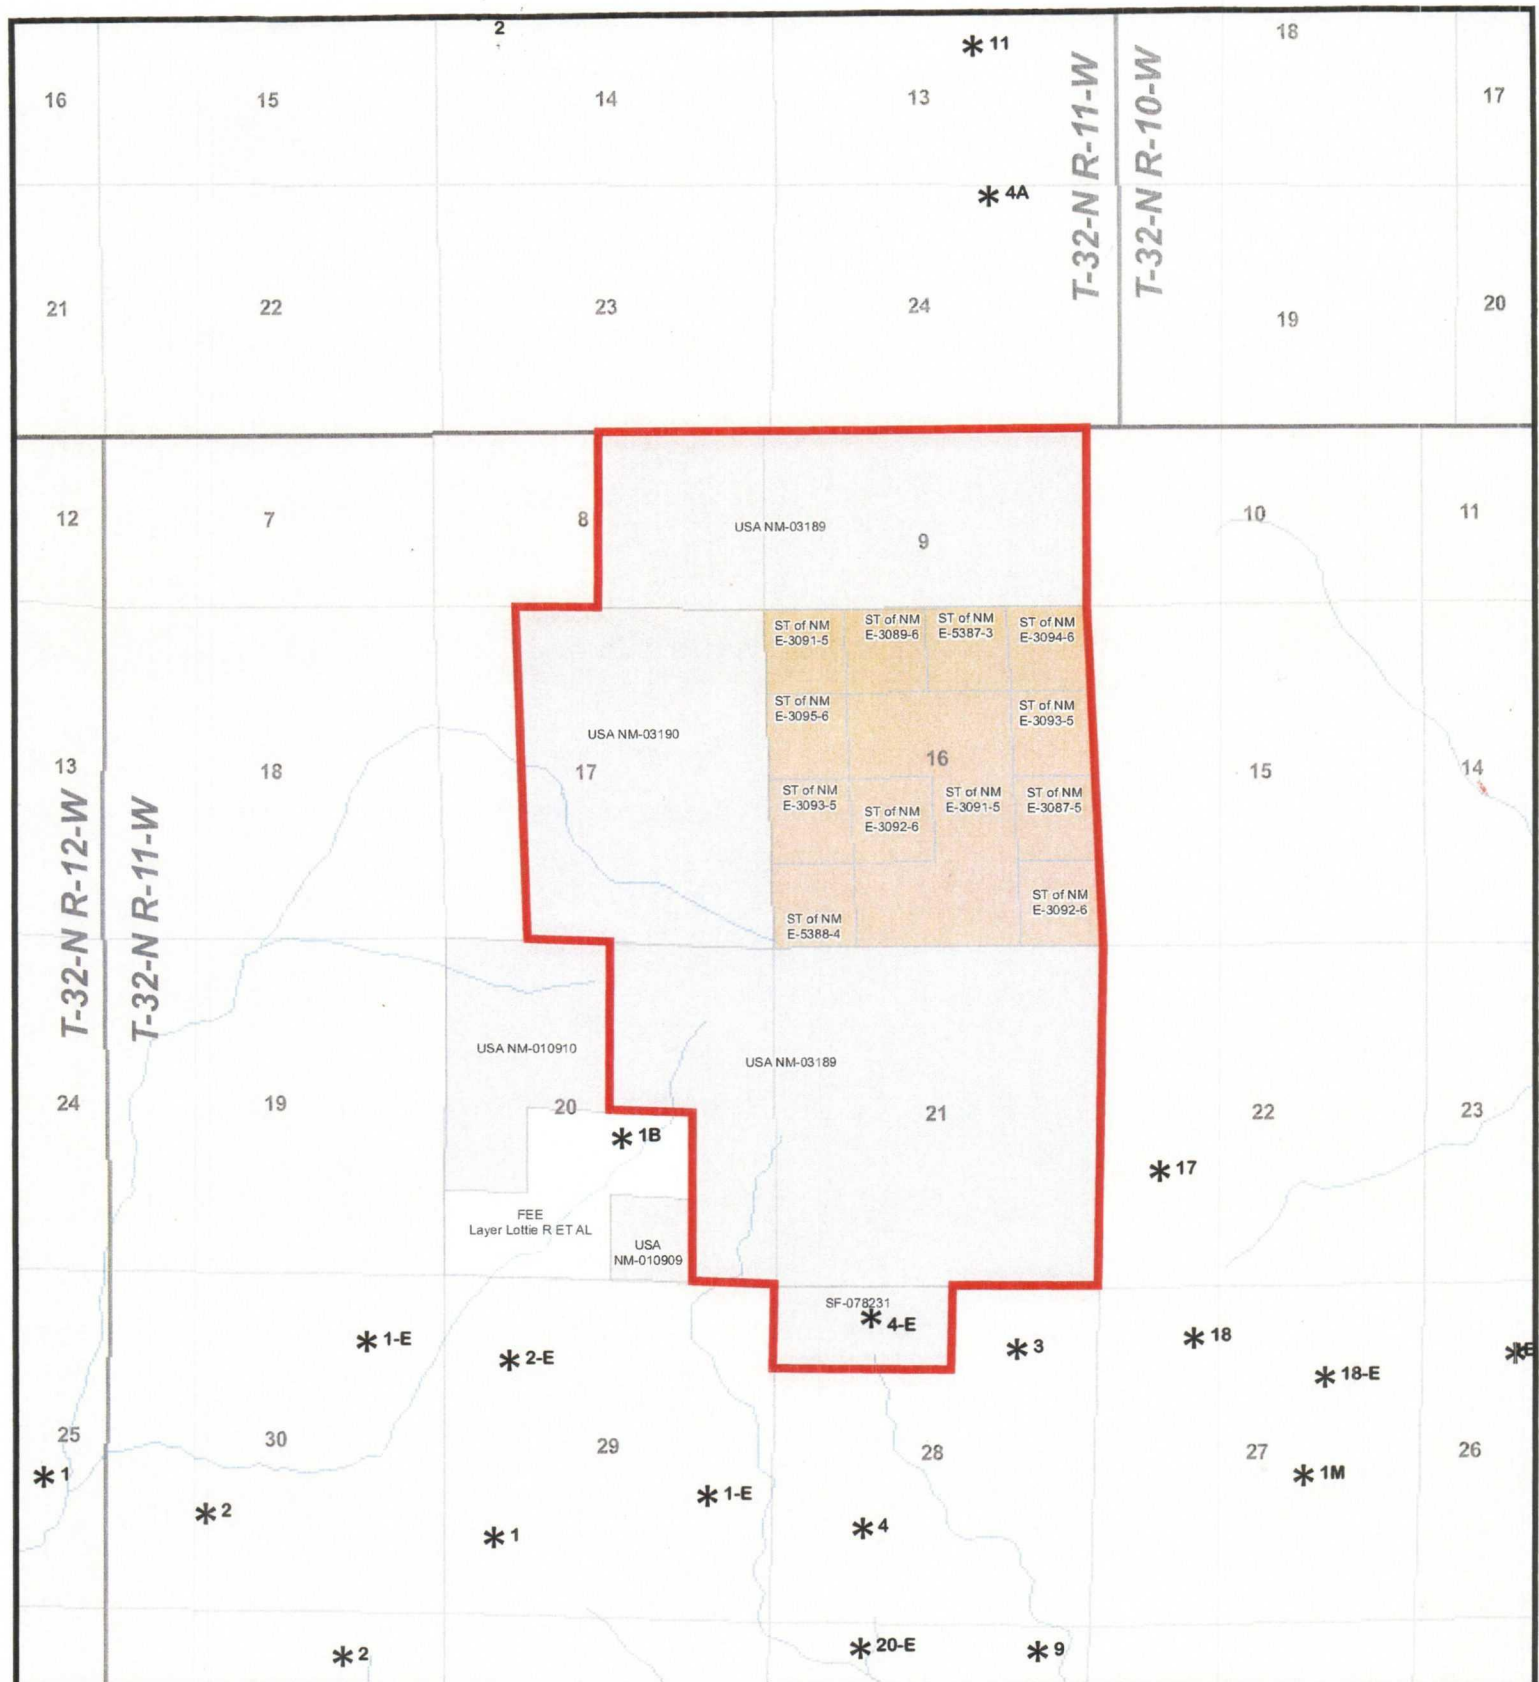 2
11
18
16
15
14
13
17
4A
T-32-N R-11-W
T-32-N R-10-W
21
22
23
24
19
20
12
7
8
USA NM-03189
9
10
11
ST of NM
E-3091-5
ST of NM
E-3089-6
ST of NM
E-5387-3
ST of NM
E-3094-6
ST of NM
E-3095-6
ST of NM
E-3093-5
USA NM-03190
13
18
17
16
15
14
ST of NM
E-3093-5
ST of NM
E-3092-6
ST of NM
E-3091-5
ST of NM
E-3087-5
T-32-N R-12-W
T-32-N R-11-W
ST of NM
E-5388-4
ST of NM
E-3092-6
USA NM-010910
USA NM-03189
24
19
20
21
22
23
1B
17
FEE
Layer Lottie R ET AL
USA
NM-010909
SF-078231
4-E
1-E
2-E
3
18
18-E
25
30
29
28
27
26
1
2
1
1-E
4
1M
2
20-E
9